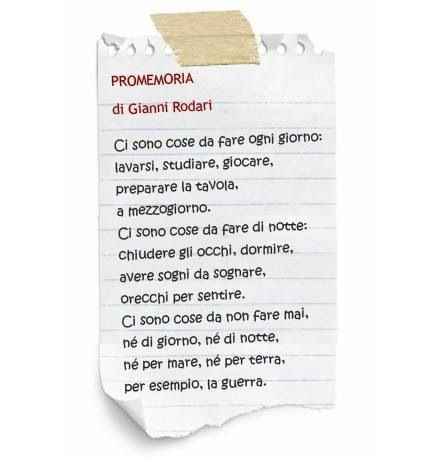 PROMEMORIA
di Gianni Rodari
Ci sono cose da fare ogni giorno:
lavarsi, studiare, giocare,
preparare la tavola,
a mezzogiorno.
Ci sono cose da fare di notte:
chiudere gli occhi, dormire,
avere sogni da sognare,
orecchi per sentire.
Ci sono cose da non fare mai,
né di giorno, né di notte,
né per mare, né per terra,
per esempio, la guerra.